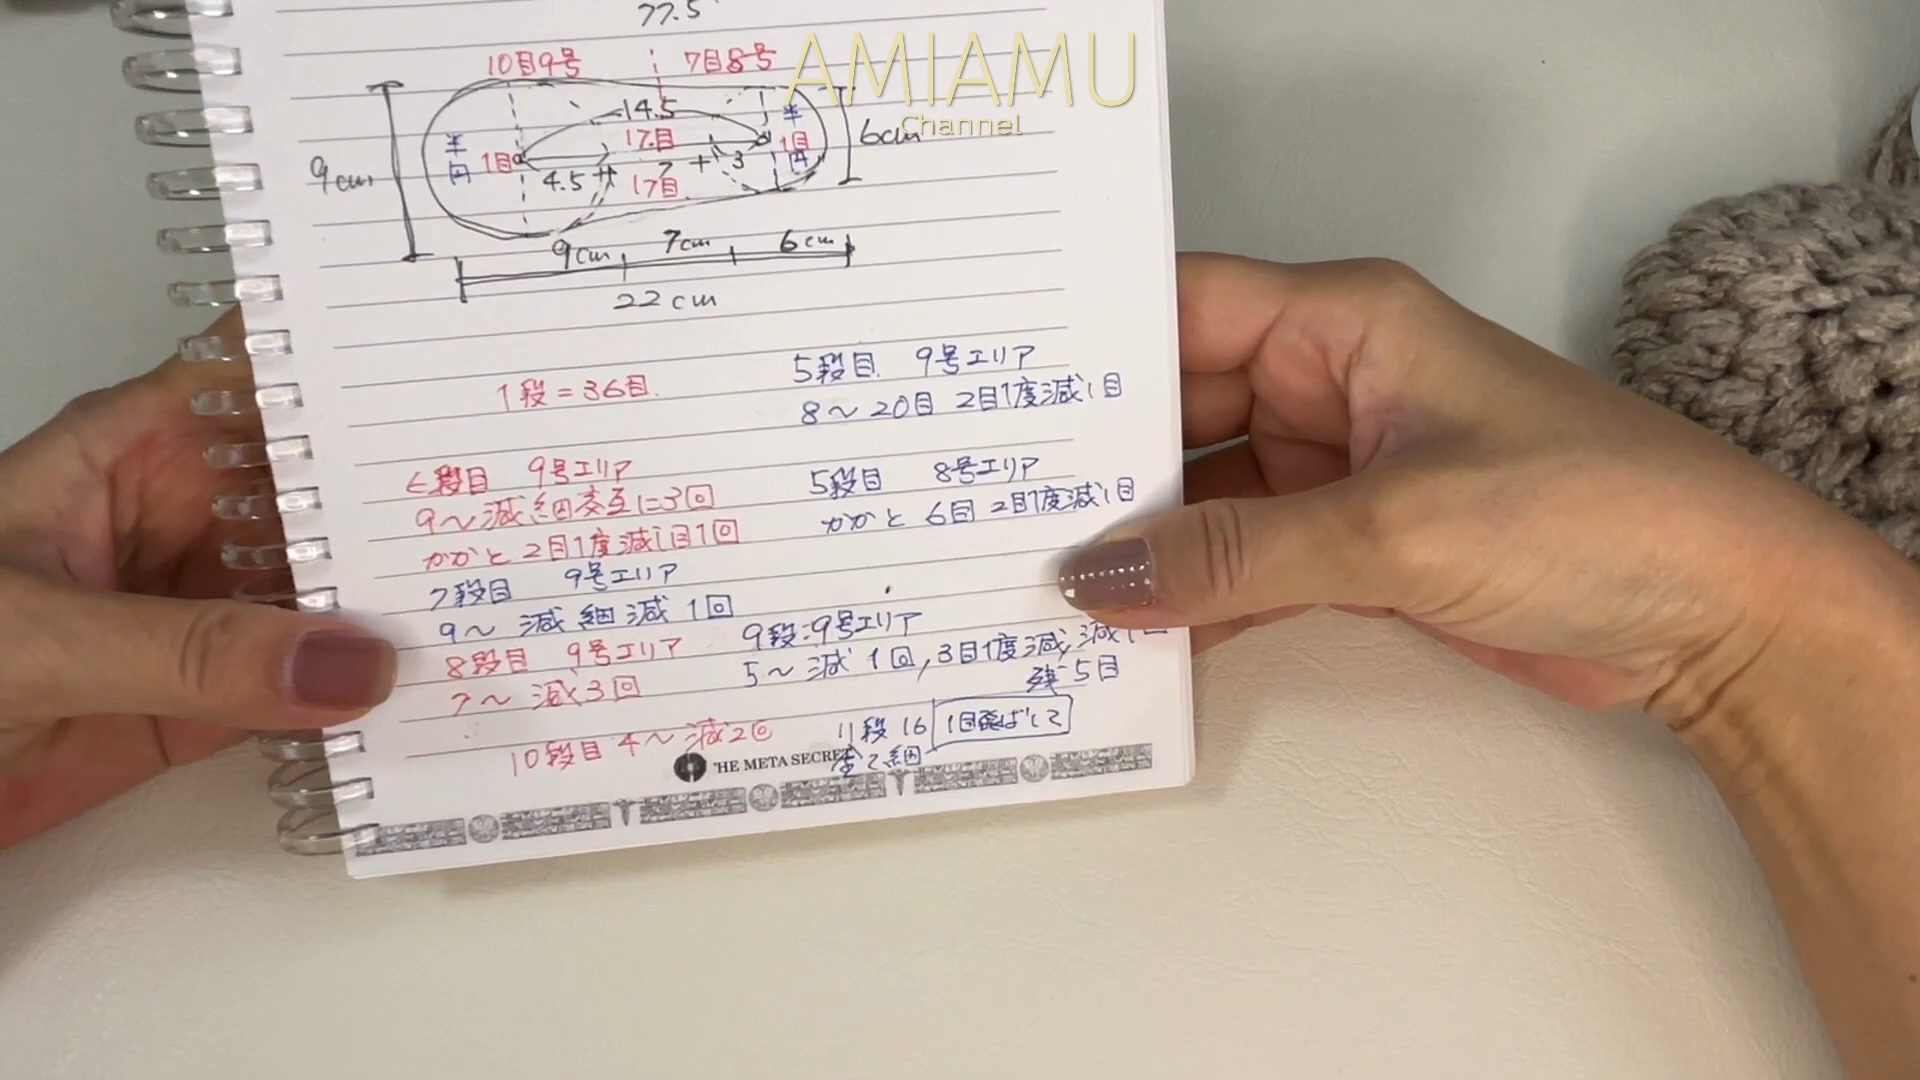 77.5
AMIAMU
Channel
10目9号
7目8号
14.5
半円
1目
17目
半円
1目
6cm
9cm
4.5 + 7 + 3
17目
9cm
7cm
6cm
22cm
1段=36目
5段目 9号エリア
8〜20目 2目1度減1目
6段目 9号エリア
9〜減細交互に3回
かかと 2目1度減1目1回
5段目 8号エリア
かかと 6目 2目1度減1目
7段目 9号エリア
9〜 減細減 1回
8段目 9号エリア
7〜 減3回
9段:9号エリア
5〜減1回,3目1度減,減1
残5目
10段目 4〜減2回
11段 16 1目飛ばして
全て細
THE META SECRET